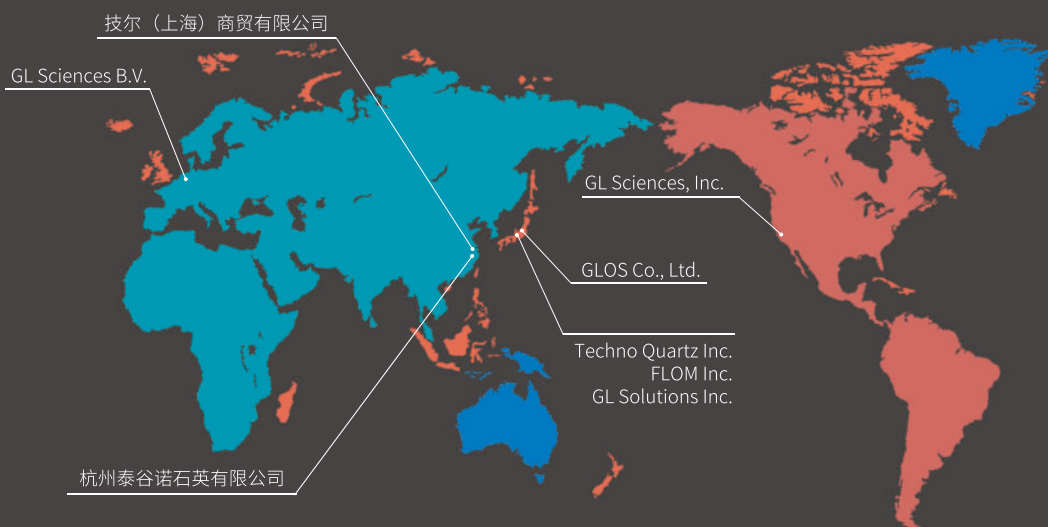 技尔（上海）商贸有限公司
GL Sciences B.V.
GL Sciences, Inc.
GLOS Co., Ltd.
Techno Quartz Inc.
FLOM Inc.
GL Solutions Inc.
杭州泰谷诺石英有限公司